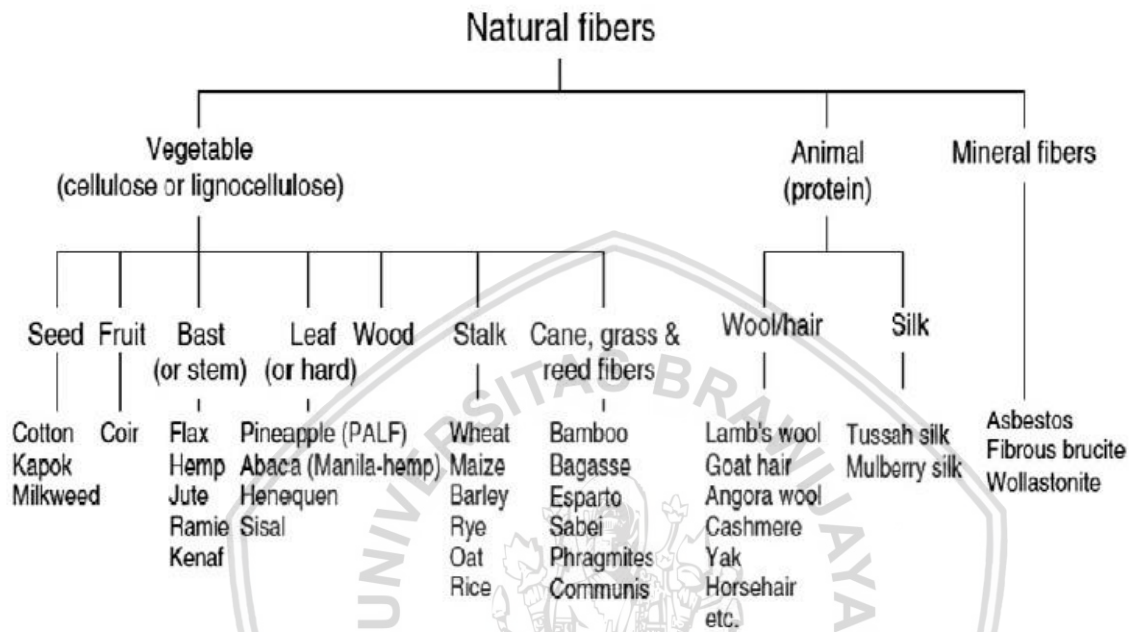 Natural fibers
Vegetable
(cellulose or lignocellulose)
Animal
(protein)
Mineral fibers
Seed
Fruit
Bast
(or stem)
Leaf
(or hard)
Wood
Stalk
Cane, grass &
reed fibers
Wool/hair
Silk
Cotton
Kapok
Milkweed
Coir
Flax
Hemp
Jute
Ramie
Kenaf
Pineapple (PALF)
Abaca (Manila-hemp)
Henequen
Sisal
Wheat
Maize
Barley
Rye
Oat
Rice
Bamboo
Bagasse
Esparto
Sabei
Phragmites
Communis
Lamb's wool
Goat hair
Angora wool
Cashmere
Yak
Horsehair
etc.
Tussah silk
Mulberry silk
Asbestos
Fibrous brucite
Wollastonite
UNIVERSITAS BRAWIJAYA